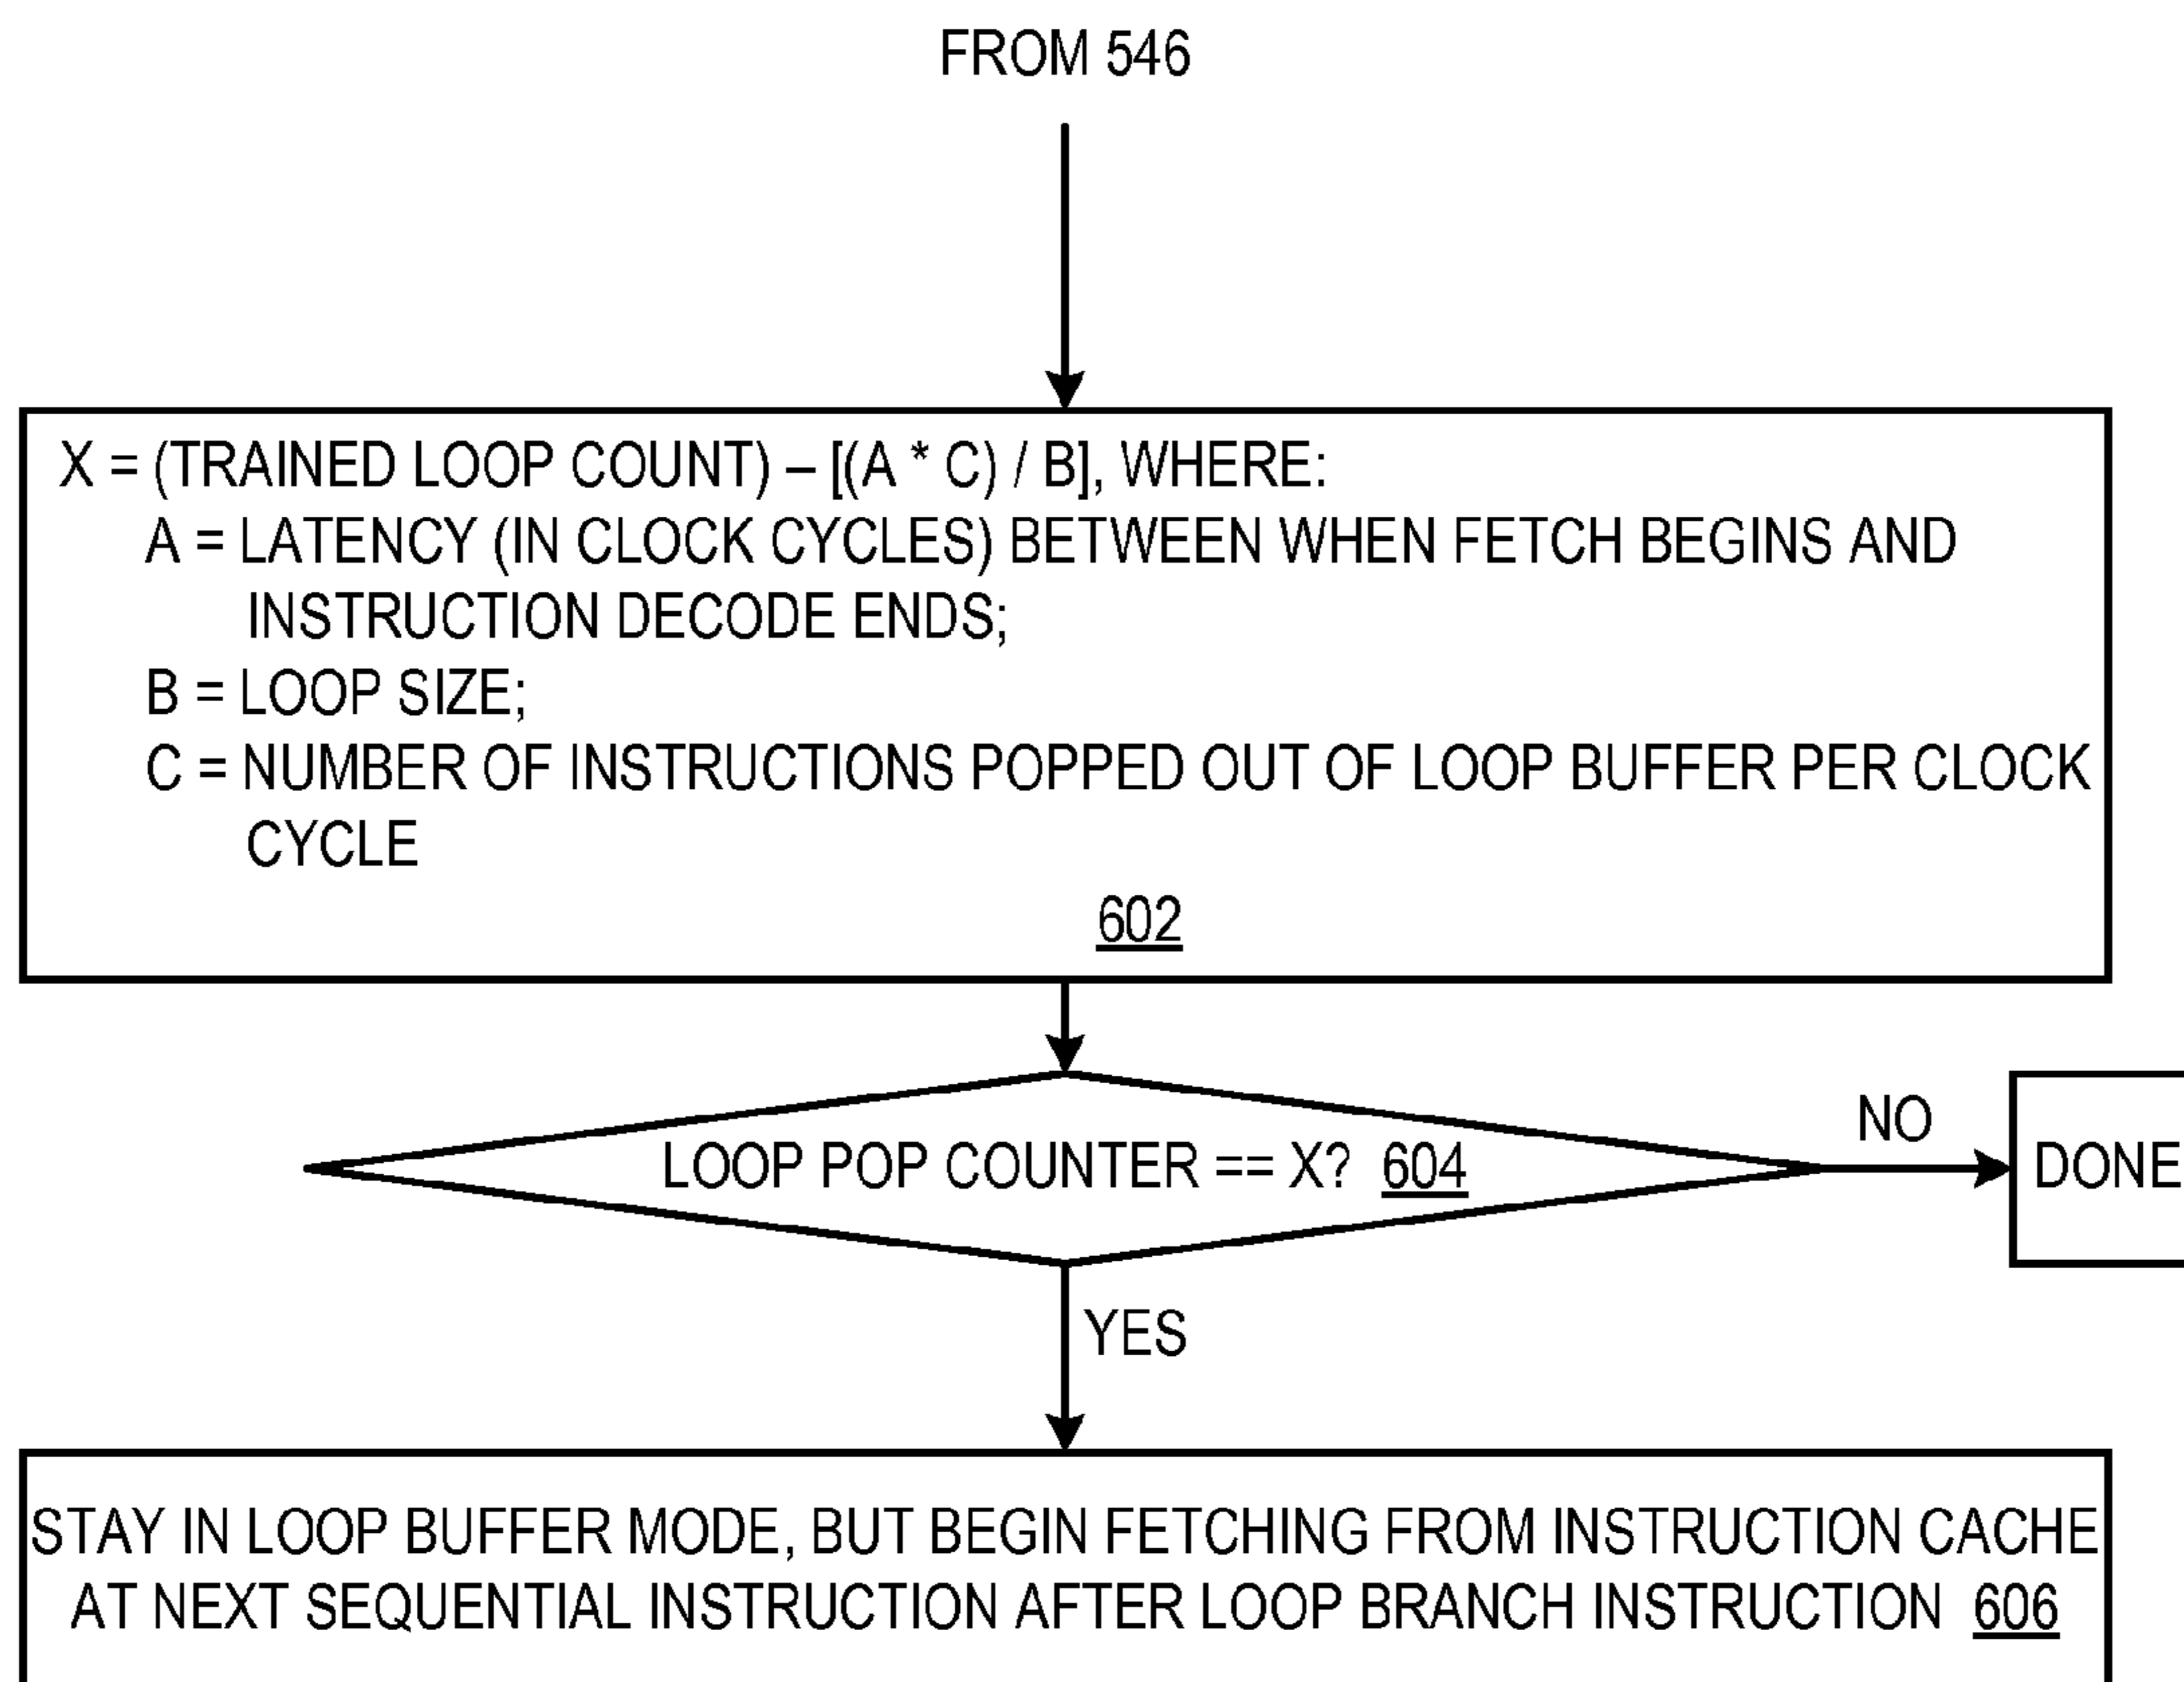 FROM 546
X = (TRAINED LOOP COUNT) – [(A * C) / B], WHERE:
A = LATENCY (IN CLOCK CYCLES) BETWEEN WHEN FETCH BEGINS AND
INSTRUCTION DECODE ENDS;
B = LOOP SIZE;
C = NUMBER OF INSTRUCTIONS POPPED OUT OF LOOP BUFFER PER CLOCK
CYCLE
602
LOOP POP COUNTER == X? 604
NO
DONE
YES
STAY IN LOOP BUFFER MODE, BUT BEGIN FETCHING FROM INSTRUCTION CACHE
AT NEXT SEQUENTIAL INSTRUCTION AFTER LOOP BRANCH INSTRUCTION 606